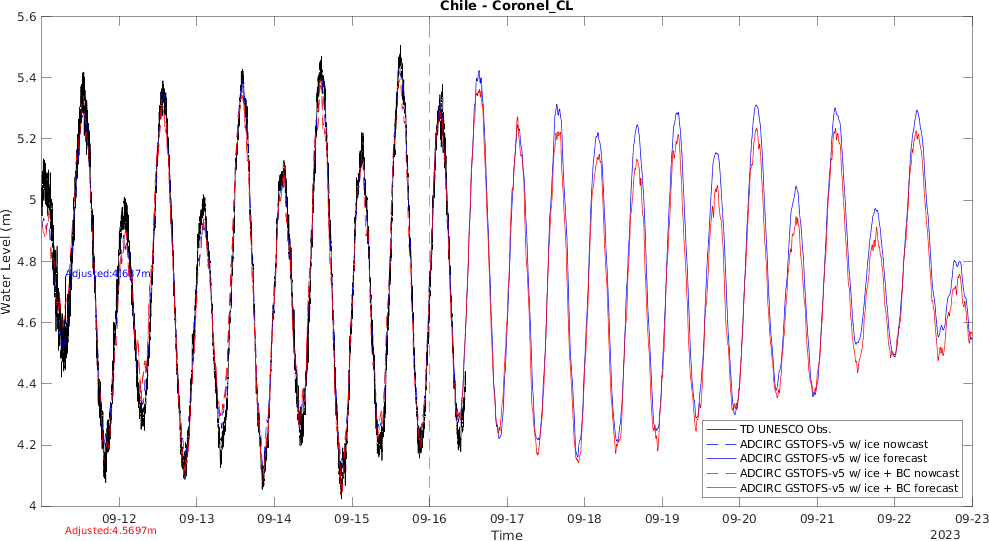 Chile - Coronel_CL
5.6
5.4
5.2
5
4.8
4.6
4.4
4.2
4
Water Level (m)
Adjusted:4.637m
Adjusted:4.5697m
TD UNESCO Obs.
ADCIRC GSTOFS-v5 w/ ice nowcast
ADCIRC GSTOFS-v5 w/ ice forecast
ADCIRC GSTOFS-v5 w/ ice + BC nowcast
ADCIRC GSTOFS-v5 w/ ice + BC forecast
09-12 09-13 09-14 09-15 09-16 09-17 09-18 09-19 09-20 09-21 09-22 09-23
Time
2023